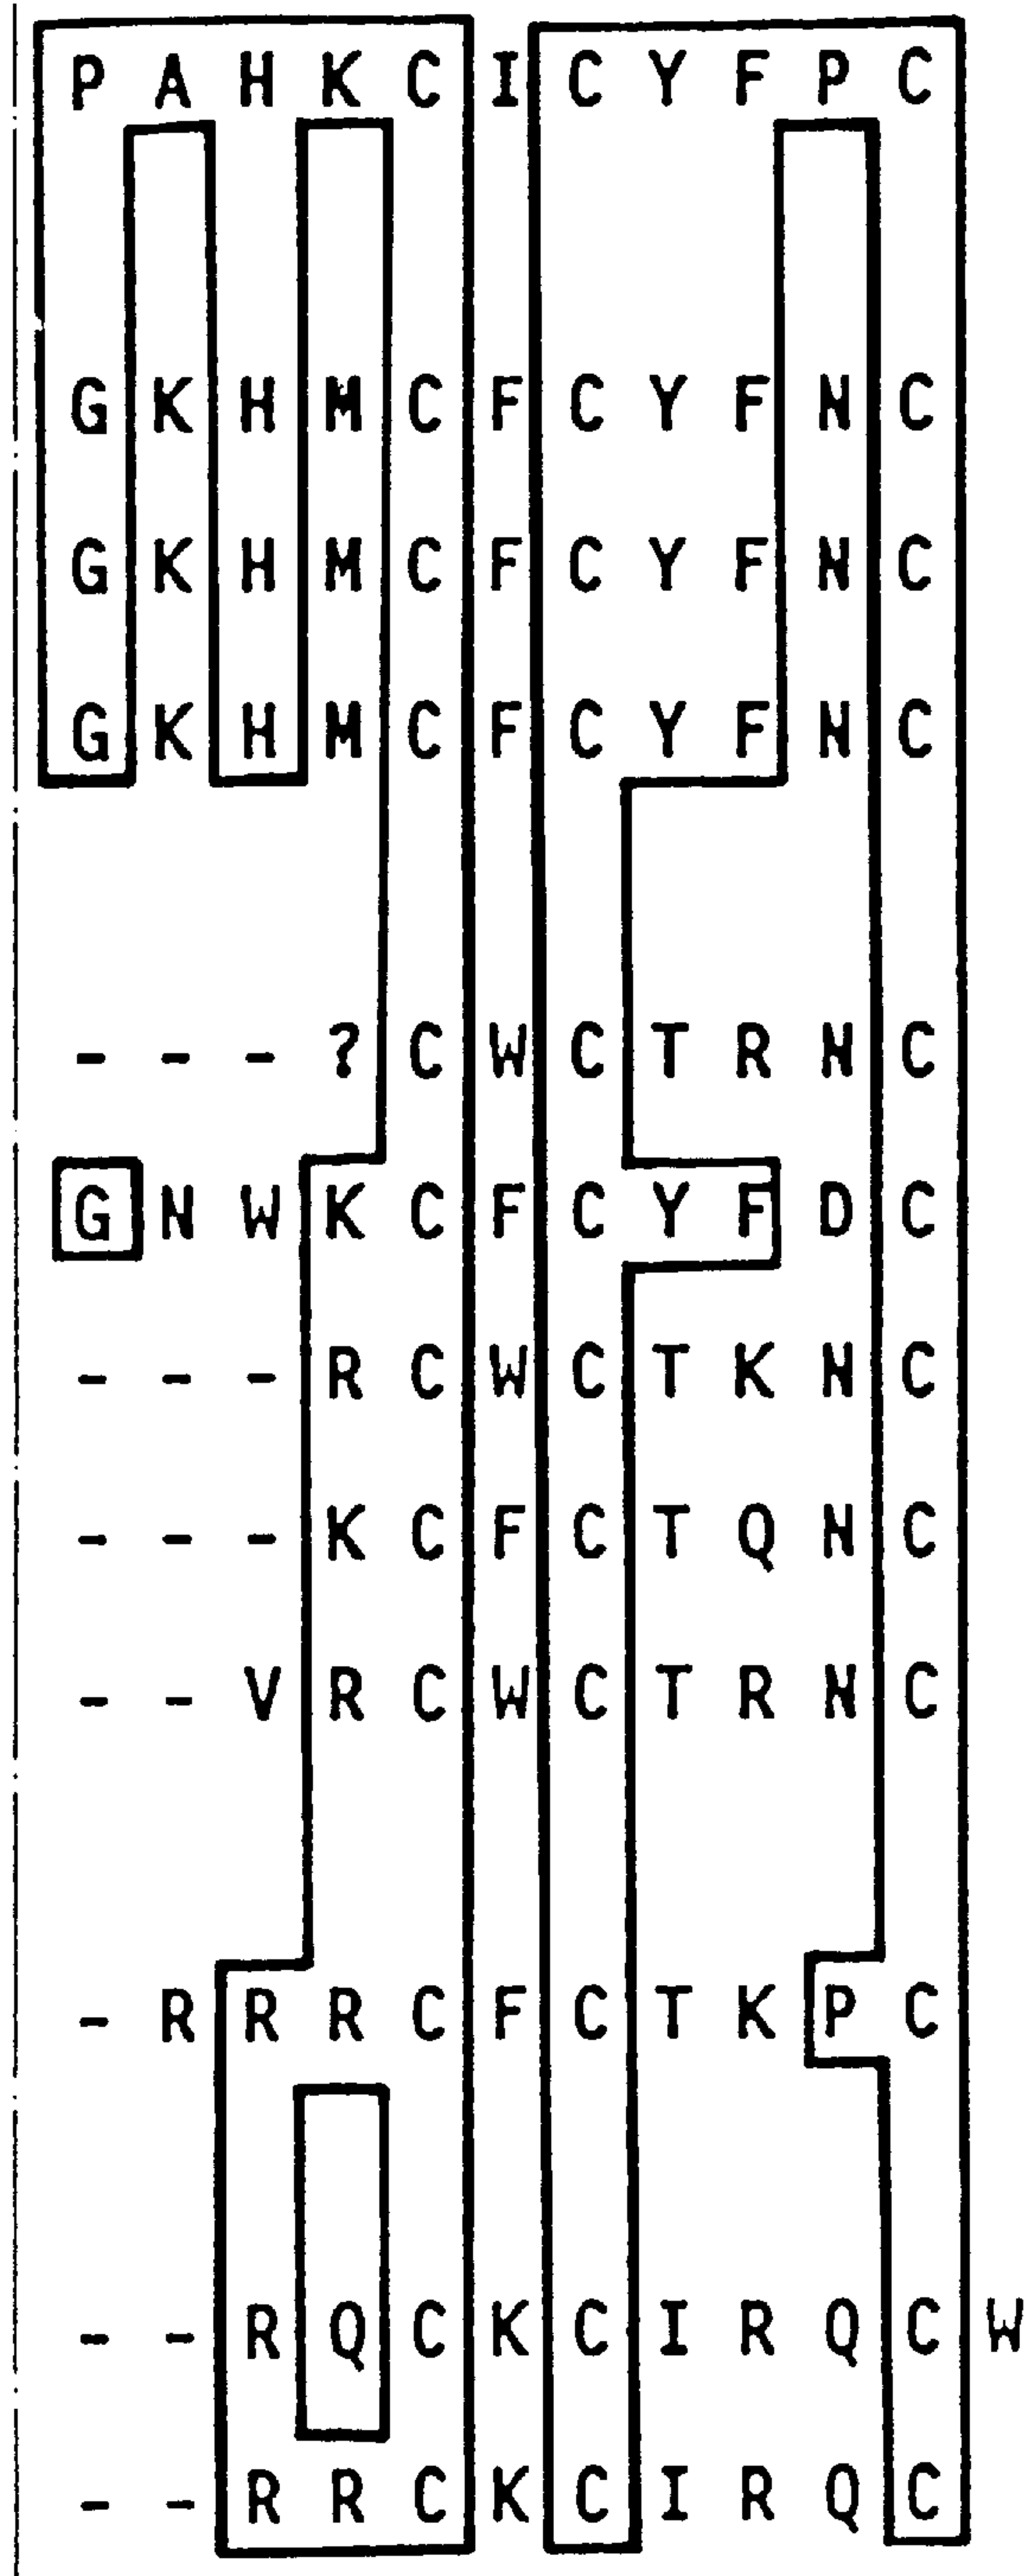 P A H K C I C Y F P C
G K H M C F C Y F N C
G K H M C F C Y F N C
G K H M C F C Y F N C
- - - ? C W C T R N C
G N W K C F C Y F D C
- - - R C W C T K N C
- - - K C F C T Q N C
- - V R C W C T R N C
- R R R C F C T K P C
- - R Q C K C I R Q C W
- - R R C K C I R Q C